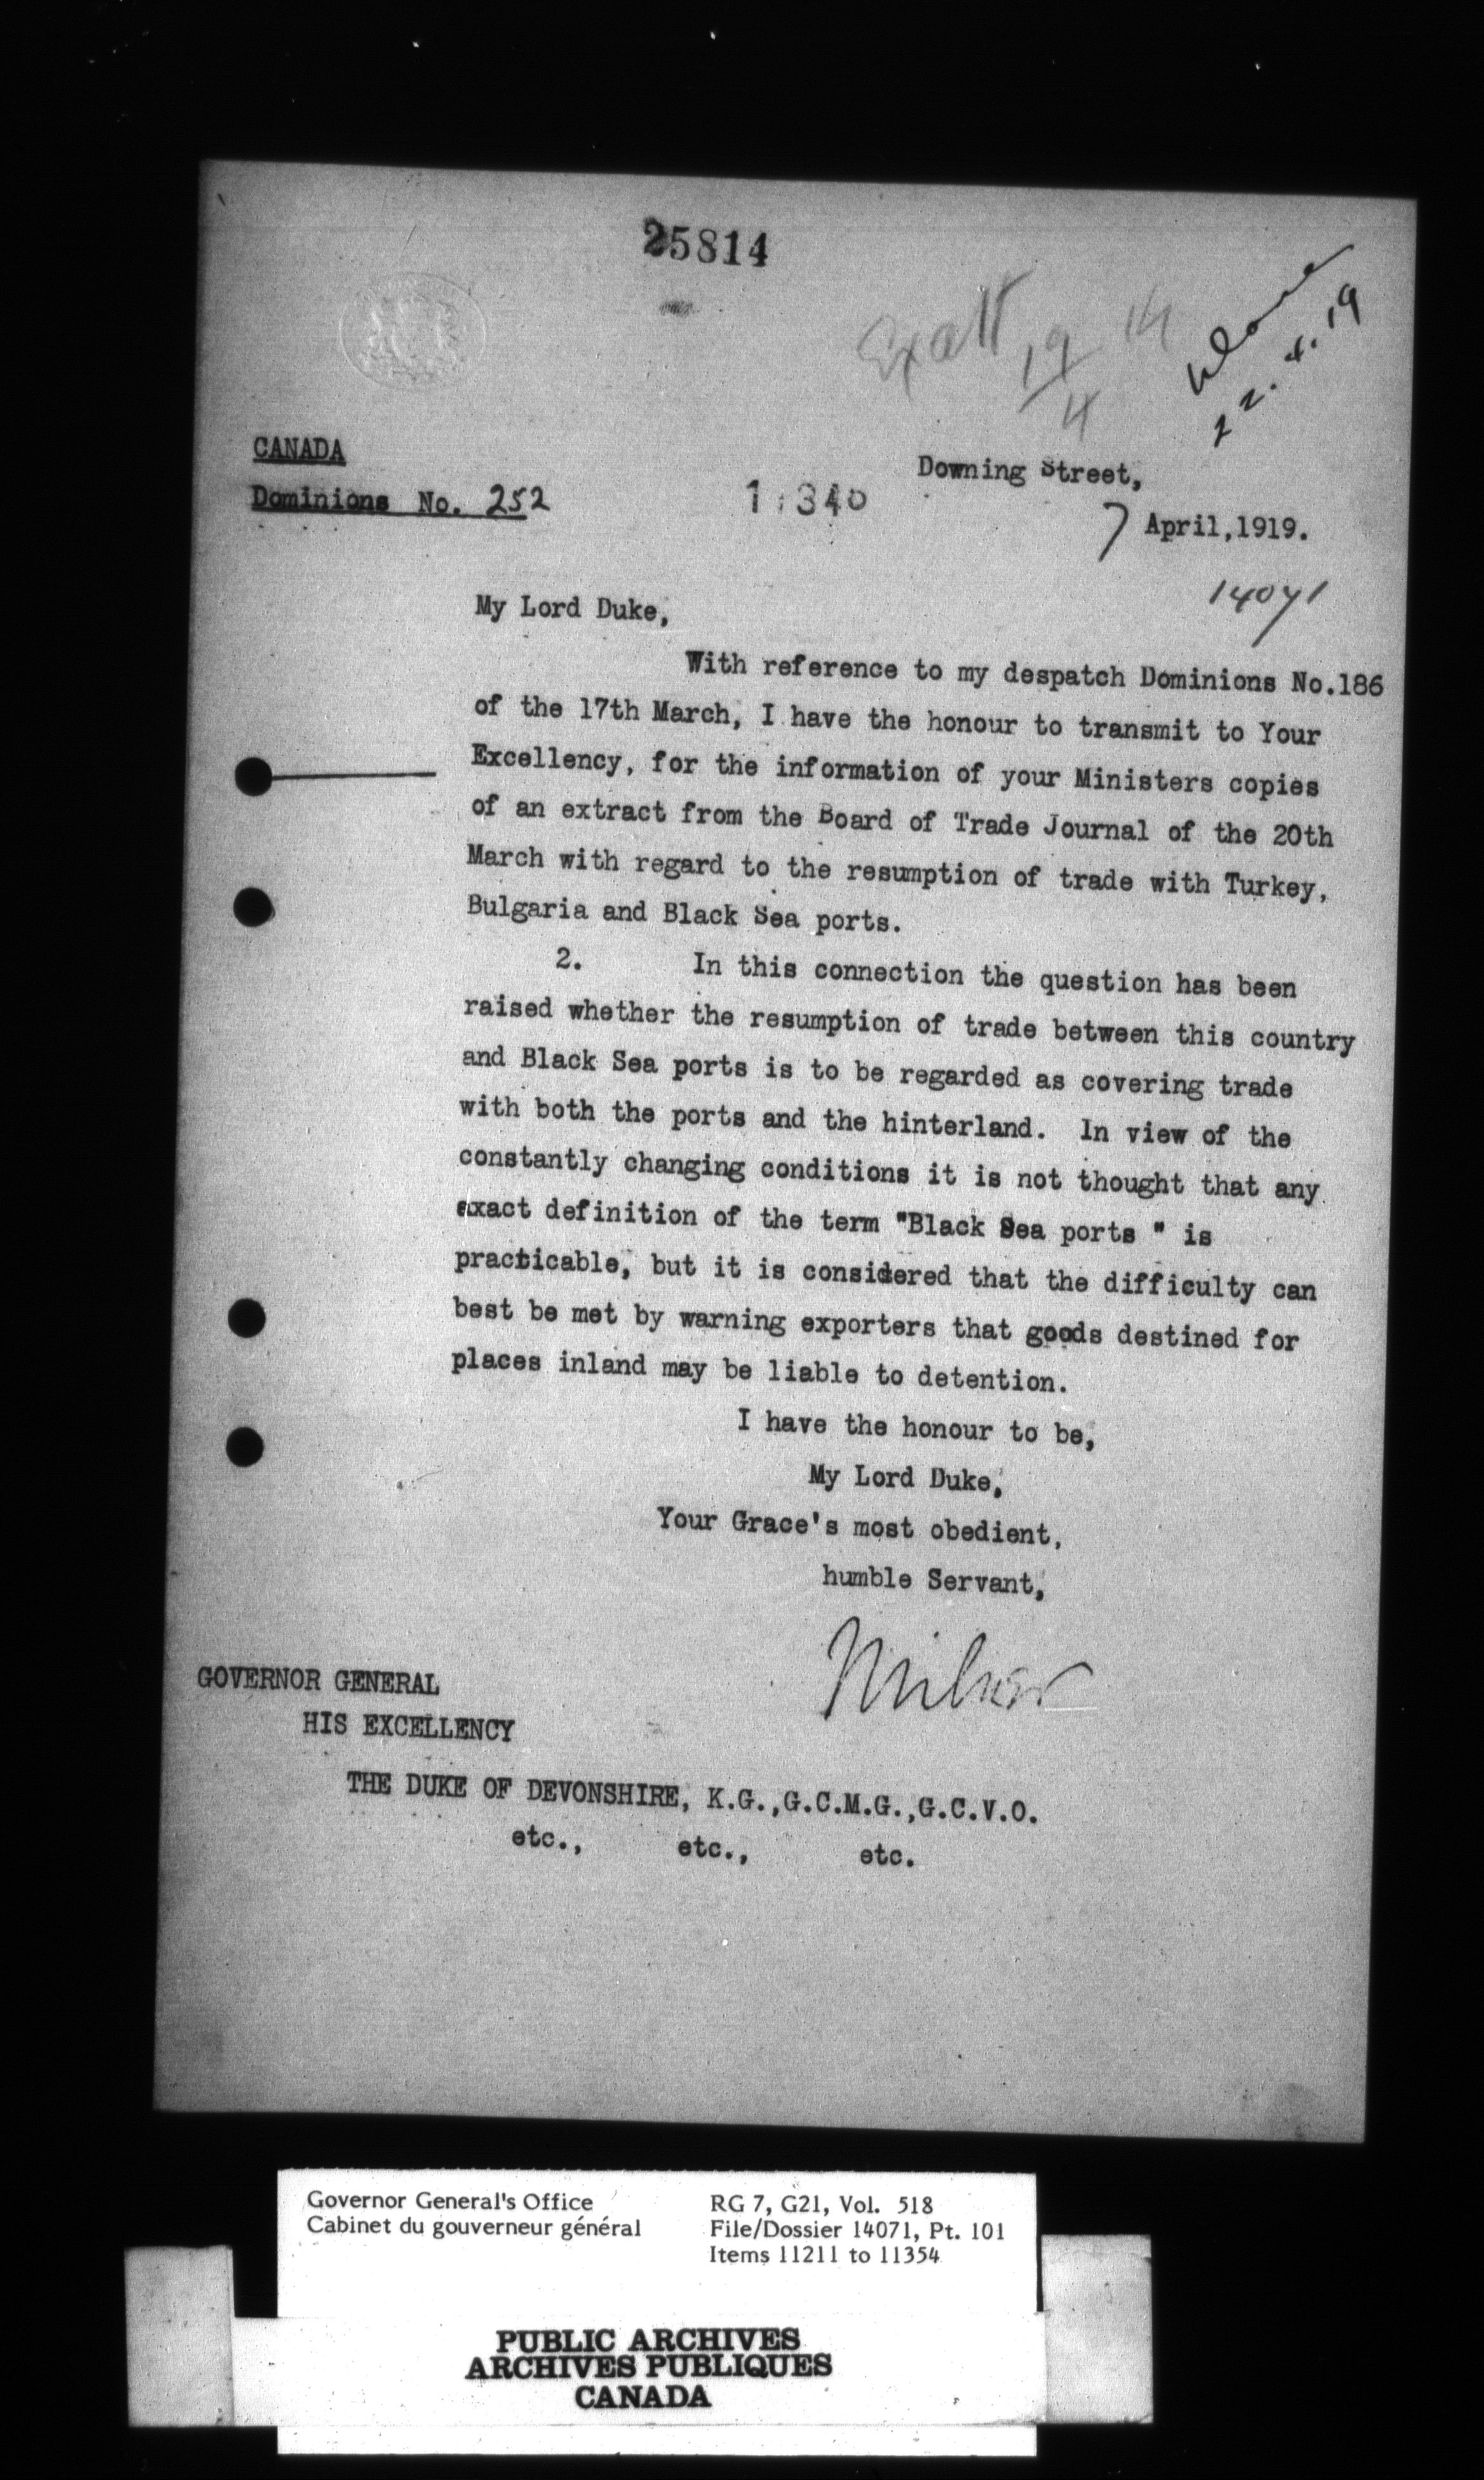 25814
19
4
22.4.19
CANADA
Downing Street,
Dominions No. 252
11340
7 April,1919.
14071
My Lord Duke,
With reference to my despatch Dominions No.186
of the 17th March, I have the honour to transmit to Your
Excellency, for the information of your Ministers copies
of an extract from the Board of Trade Journal of the 20th
March with regard to the resumption of trade with Turkey,
Bulgaria and Black Sea ports.
2. In this connection the question has been
raised whether the resumption of trade between this country
and Black Sea ports is to be regarded as covering trade
with both the ports and the hinterland. In view of the
constantly changing conditions it is not thought that any
exact definition of the term "Black Sea ports " is
practicable, but it is considered that the difficulty can
best be met by warning exporters that goods destined for
places inland may be liable to detention.
I have the honour to be,
My Lord Duke,
Your Grace's most obedient,
humble Servant,
Milner
GOVERNOR GENERAL
HIS EXCELLENCY
THE DUKE OF DEVONSHIRE, K.G.,G.C.M.G.,G.C.V.O.
etc., etc., etc.
Governor General's Office
Cabinet du gouverneur général
RG 7, G21, Vol. 518
File/Dossier 14071, Pt. 101
Items 11211 to 11354
PUBLIC ARCHIVES
ARCHIVES PUBLIQUES
CANADA